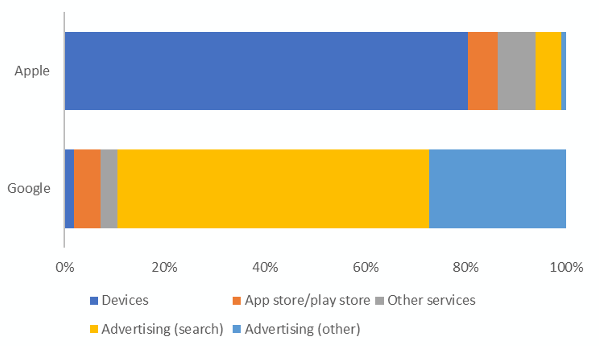 Apple
Google
0% 20% 40% 60% 80% 100%
Devices App store/play store Other services
Advertising (search) Advertising (other)